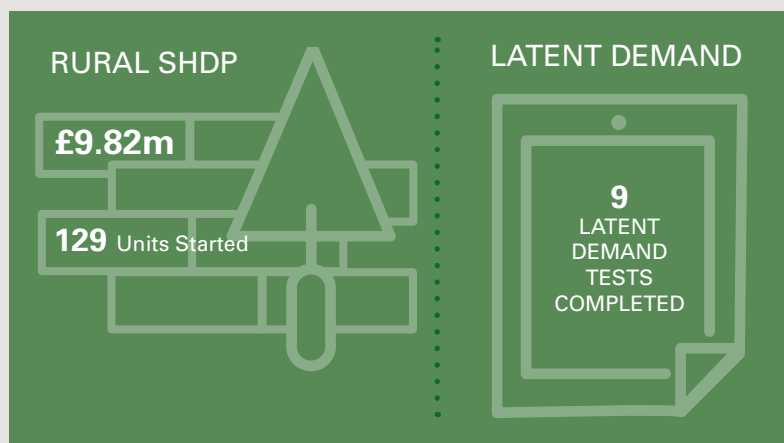 RURAL SHDP
£9.82m
129 Units Started
LATENT DEMAND
9
LATENT
DEMAND
TESTS
COMPLETED